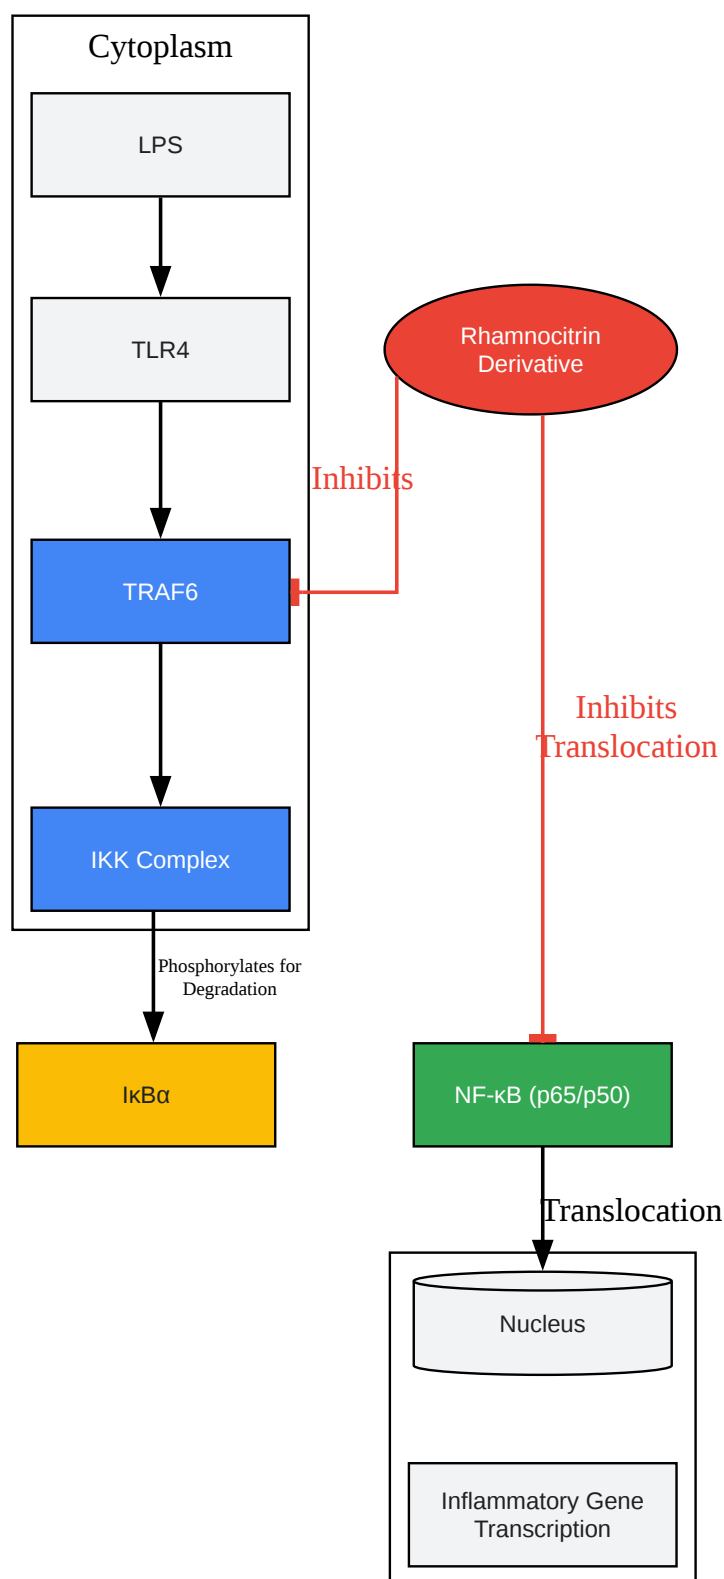 Cytoplasm
LPS
TLR4
Rhamnocitrin
Derivative
Inhibits
TRAF6
Inhibits
Translocation
IKK Complex
Phosphorylates for
Degradation
IκBα
NF-κB (p65/p50)
Translocation
Nucleus
Inflammatory Gene
Transcription